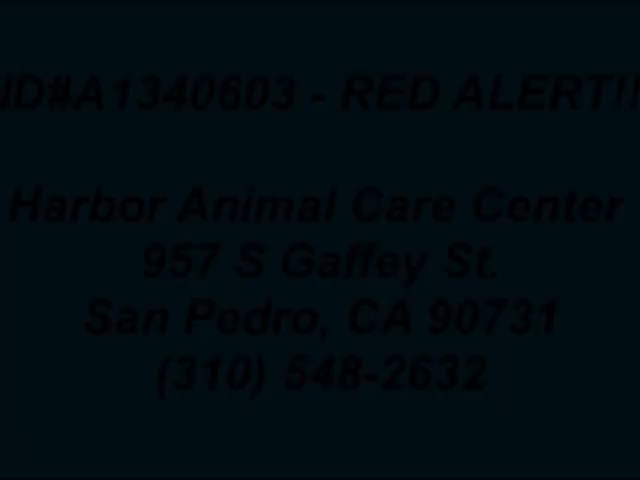 ID#A1340603 - RED ALERT!!
Harbor Animal Care Center
957 S Gaffey St.
San Pedro, CA 90731
(310) 548-2632